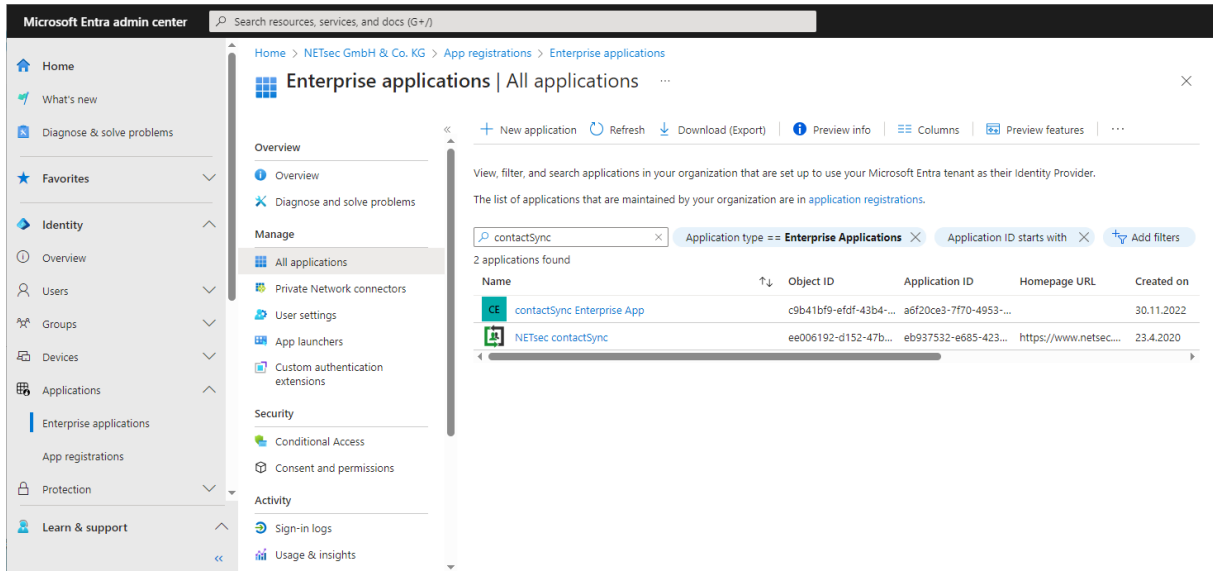 Microsoft Entra admin center
Search resources, services, and docs (G+/)
Home
What's new
Diagnose & solve problems
Favorites
Identity
Overview
Users
Groups
Devices
Applications
Enterprise applications
App registrations
Protection
Learn & support
«
Home > NETsec GmbH & Co. KG > App registrations > Enterprise applications
Enterprise applications | All applications ...
«
Overview
Overview
Diagnose and solve problems
Manage
All applications
Private Network connectors
User settings
App launchers
Custom authentication
extensions
Security
Conditional Access
Consent and permissions
Activity
Sign-in logs
Usage & insights
New application Refresh Download (Export) Preview info Columns Preview features ...
View, filter, and search applications in your organization that are set up to use your Microsoft Entra tenant as their Identity Provider.
The list of applications that are maintained by your organization are in application registrations.
contactSync Application type == Enterprise Applications Application ID starts with Add filters
2 applications found
Name Object ID Application ID Homepage URL Created on
CE contactSync Enterprise App c9b41bf9-efdf-43b4-... a6f20ce3-7f70-4953-... 30.11.2022
NETsec contactSync ee006192-d152-47b... eb937532-e685-423... https://www.netsec.... 23.4.2020